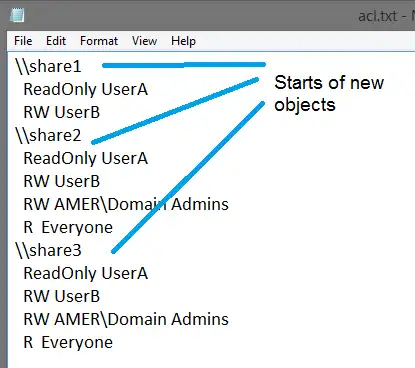 acl.txt -
File Edit Format View Help
\\share1
ReadOnly UserA
RW UserB
\\share2
ReadOnly UserA
RW UserB
RW AMER\Domain Admins
R Everyone
\\share3
ReadOnly UserA
RW UserB
RW AMER\Domain Admins
R Everyone
Starts of new
objects